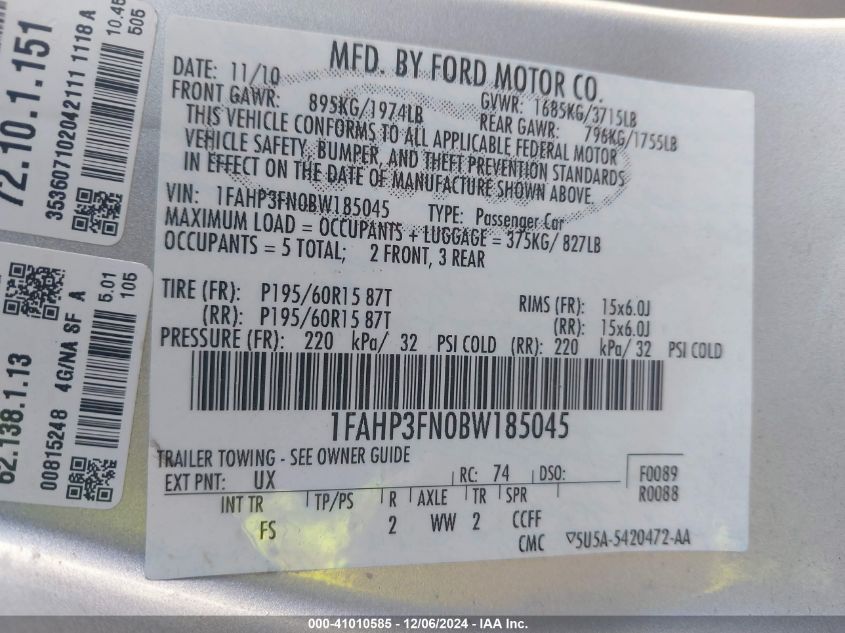 MFD. BY FORD MOTOR CO.
DATE: 11/10 GVWR: 1685KG/3715LB
FRONT GAWR: 895KG/1974LB REAR GAWR: 796KG/1755LB
THIS VEHICLE CONFORMS TO ALL APPLICABLE FEDERAL MOTOR
VEHICLE SAFETY, BUMPER, AND THEFT PREVENTION STANDARDS
IN EFFECT ON THE DATE OF MANUFACTURE SHOWN ABOVE.
VIN: 1FAHP3FN0BW185045 TYPE: Passenger Car
MAXIMUM LOAD = OCCUPANTS + LUGGAGE = 375KG/ 827LB
OCCUPANTS = 5 TOTAL; 2 FRONT, 3 REAR
TIRE (FR): P195/60R15 87T RIMS (FR): 15x6.0J
(RR): P195/60R15 87T (RR): 15x6.0J
PRESSURE (FR): 220 kPa/ 32 PSI COLD (RR): 220 kPa/ 32 PSI COLD
1FAHP3FN0BW185045
TRAILER TOWING - SEE OWNER GUIDE
EXT PNT: UX RC: 74 DSO: F0089
R0088
INT TR TP/PS R AXLE TR SPR
FS 2 WW 2 CCFF
CMC ▽5U5A-5420472-AA
72.10.1.151
3536071020421111118 A
10.46
505
62.138.1.13
00815248 4G/NA SF A
5.01
105
000-41010585 - 12/06/2024 - IAA Inc.